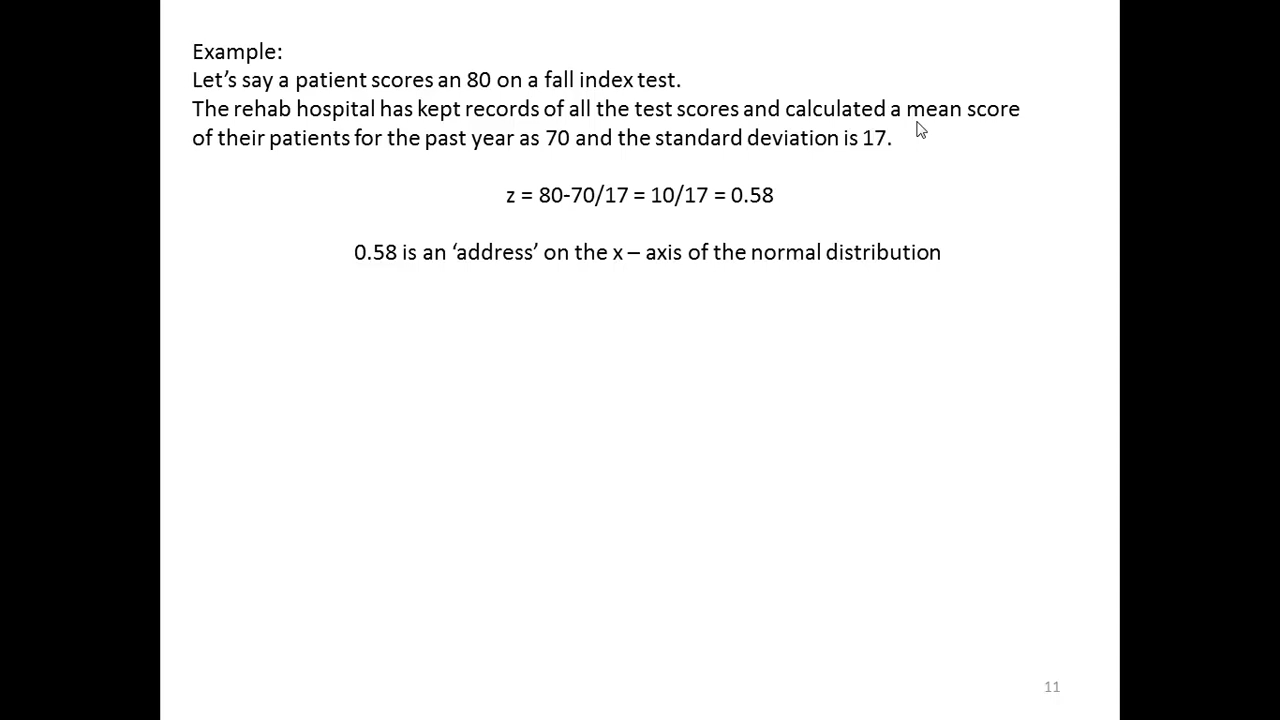 Example:
Let’s say a patient scores an 80 on a fall index test.
The rehab hospital has kept records of all the test scores and calculated a mean score
of their patients for the past year as 70 and the standard deviation is 17.
z = 80-70/17 = 10/17 = 0.58
0.58 is an ‘address’ on the x – axis of the normal distribution
11